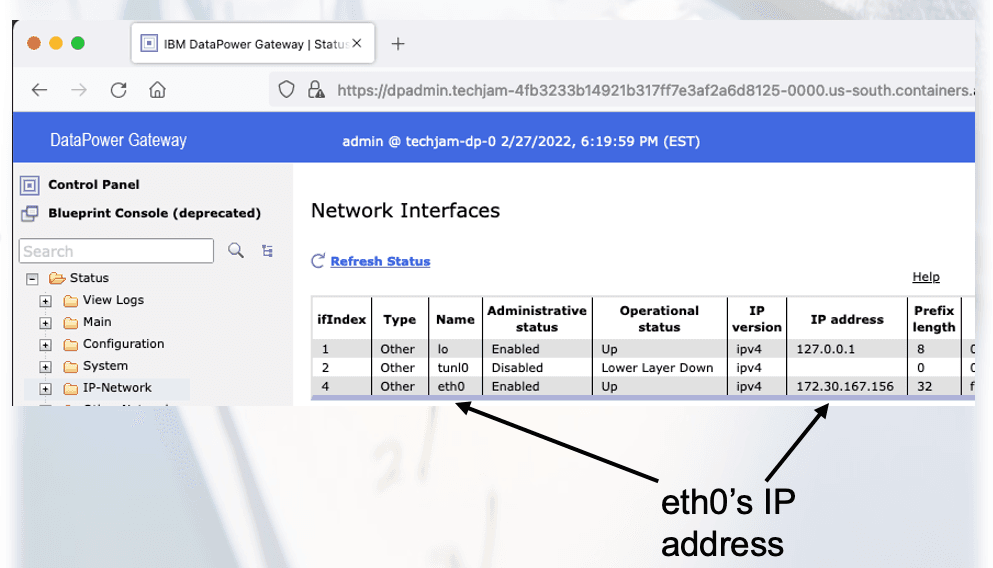 IBM DataPower Gateway | Status
https://dpadmin.techjam-4fb3233b14921b317ff7e3af2a6d8125-0000.us-south.containers.
DataPower Gateway
admin @ techjam-dp-0 2/27/2022, 6:19:59 PM (EST)
Control Panel
Blueprint Console (deprecated)
Search
Status
View Logs
Main
Configuration
System
IP-Network
Network Interfaces
Refresh Status
Help
ifIndex Type Name Administrative status Operational status IP version IP address Prefix length
1 Other lo Enabled Up ipv4 127.0.0.1 8
2 Other tunl0 Disabled Lower Layer Down ipv4 0
4 Other eth0 Enabled Up ipv4 172.30.167.156 32
eth0’s IP
address